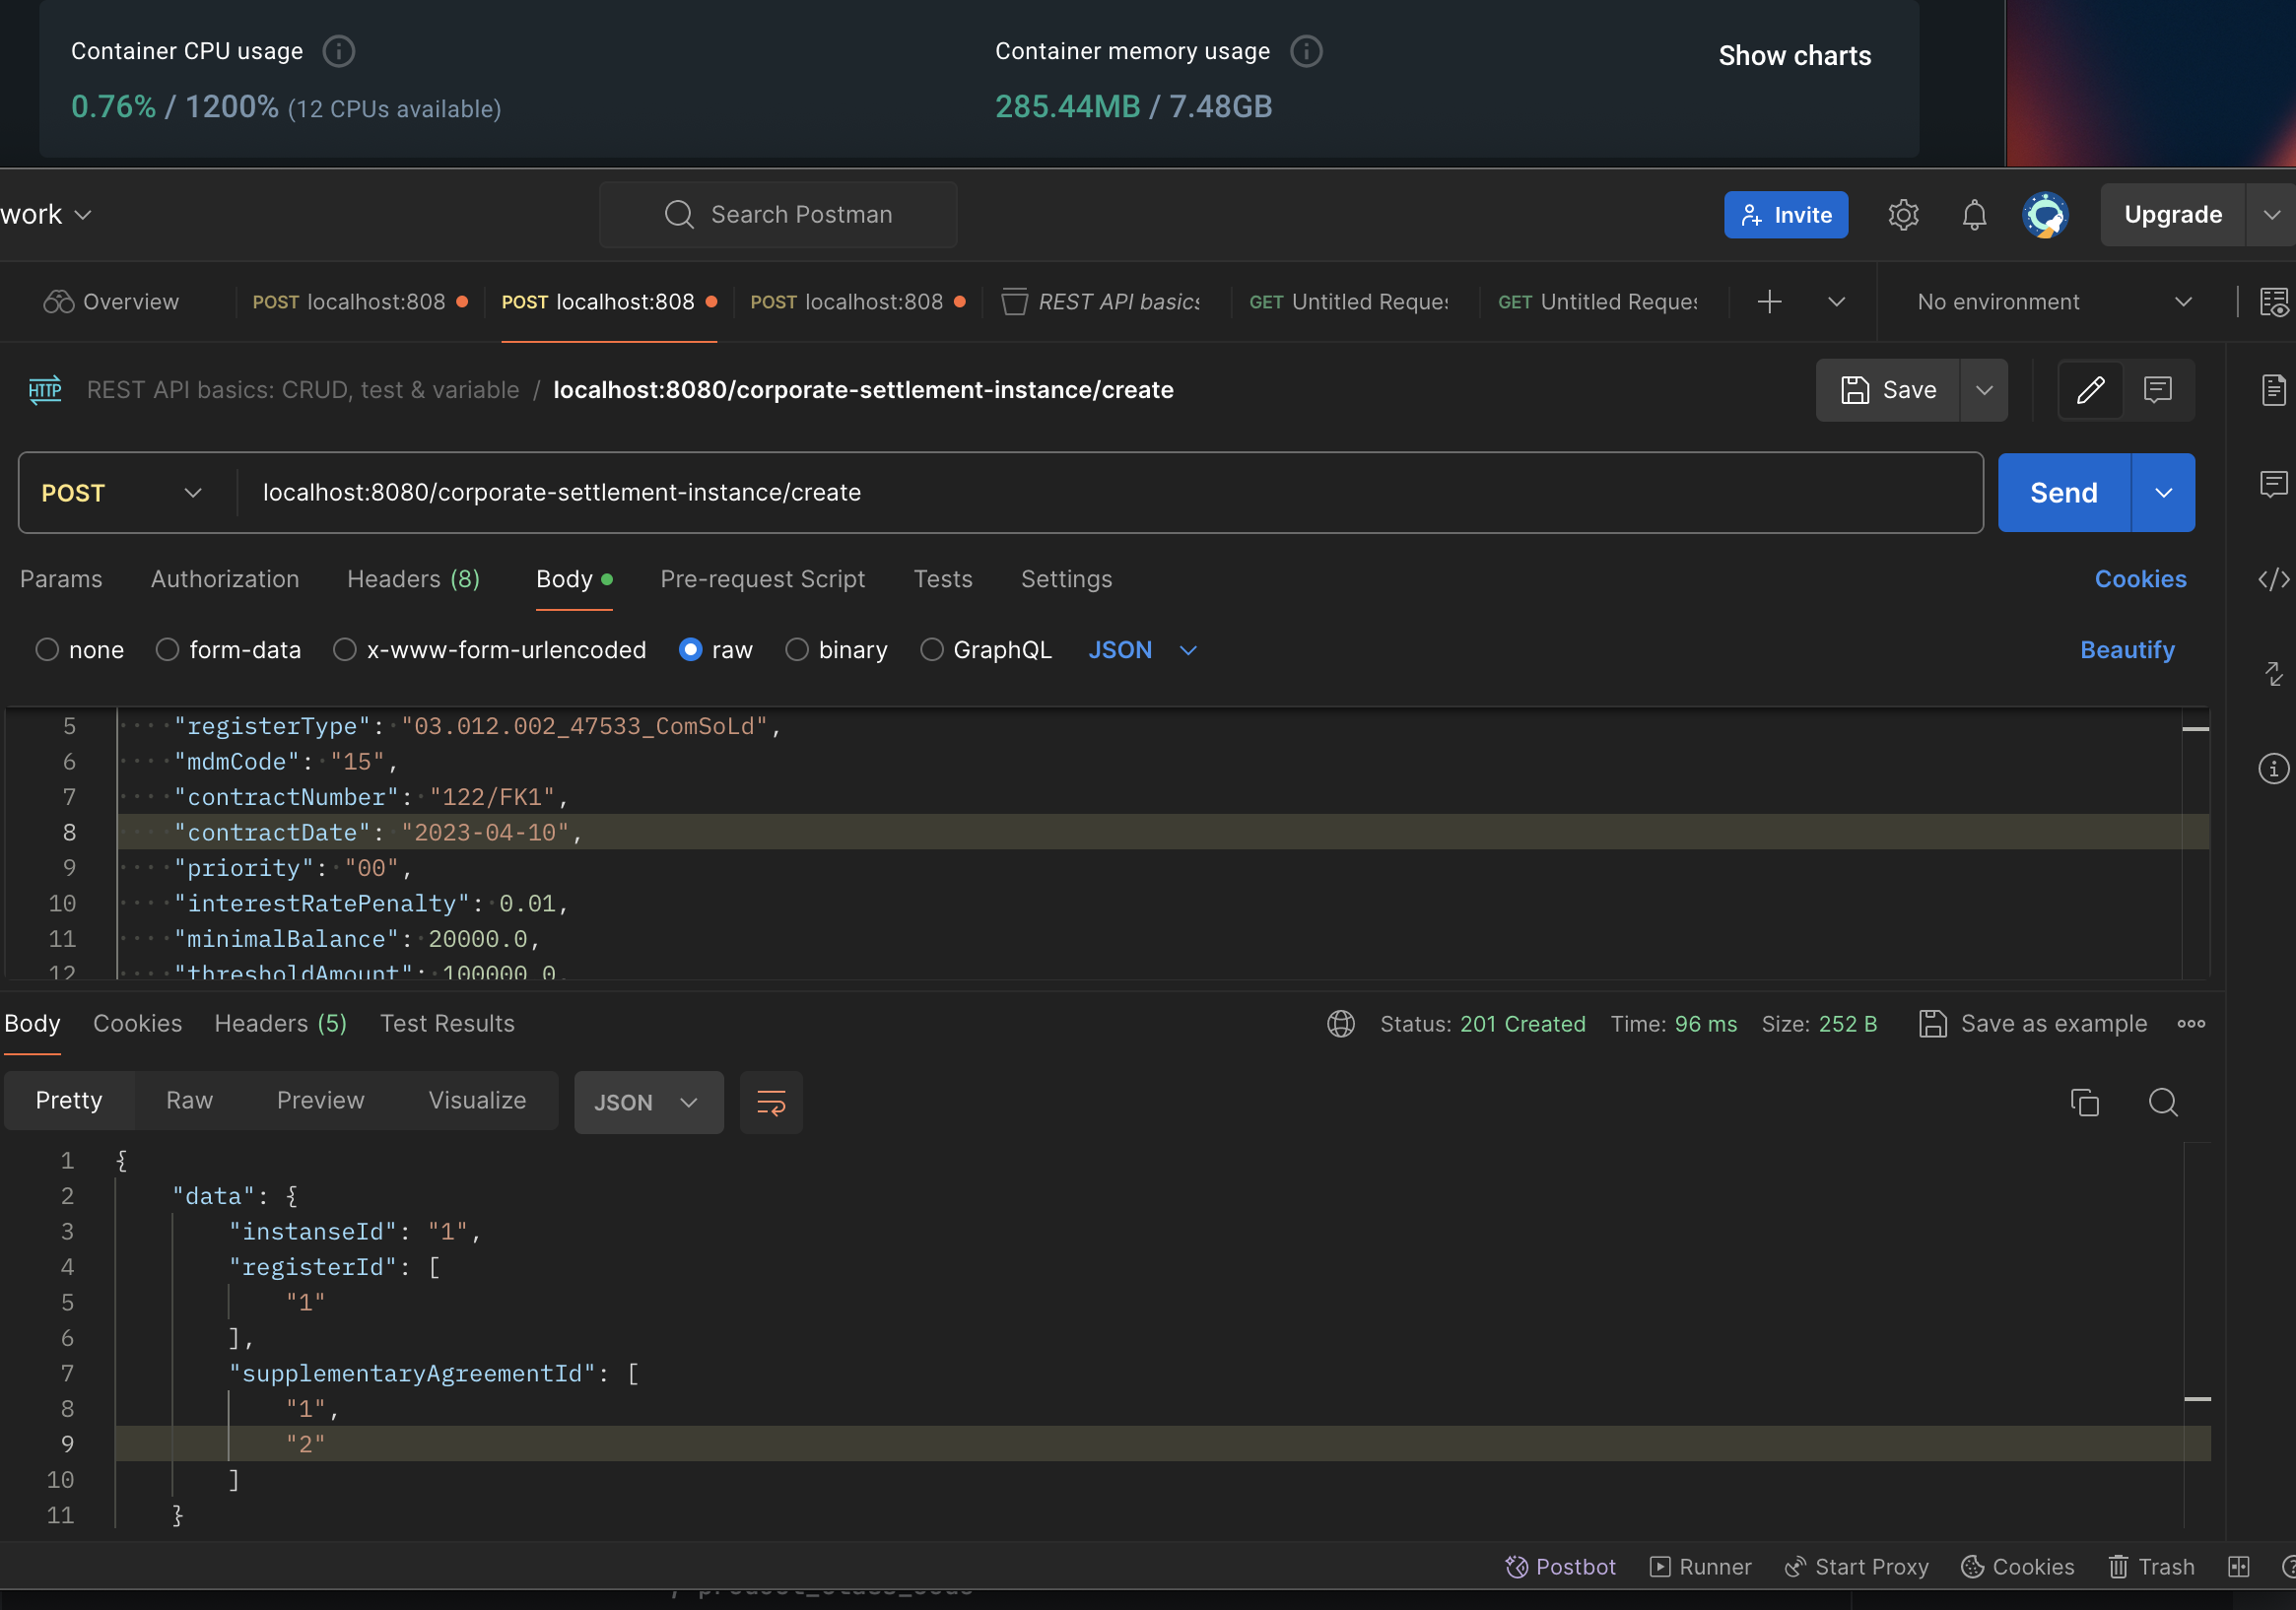 Container CPU usage
Container memory usage
Show charts
0.76% / 1200% (12 CPUs available)
285.44MB / 7.48GB
work
Search Postman
Invite
Upgrade
Overview
POST localhost:808
POST localhost:808
POST localhost:808
REST API basics
GET Untitled Reques
GET Untitled Reques
No environment
HTTP
REST API basics: CRUD, test & variable / localhost:8080/corporate-settlement-instance/create
Save
POST
localhost:8080/corporate-settlement-instance/create
Send
Params
Authorization
Headers (8)
Body
Pre-request Script
Tests
Settings
Cookies
none
form-data
x-www-form-urlencoded
raw
binary
GraphQL
JSON
Beautify
5 "registerType": "03.012.002_47533_ComSoLd",
6 "mdmCode": "15",
7 "contractNumber": "122/FK1",
8 "contractDate": "2023-04-10",
9 "priority": "00",
10 "interestRatePenalty": 0.01,
11 "minimalBalance": 20000.0,
12 "thresholdAmount": 100000.0,
Body
Cookies
Headers (5)
Test Results
Status: 201 Created
Time: 96 ms
Size: 252 B
Save as example
Pretty
Raw
Preview
Visualize
JSON
1 {
2 "data": {
3 "instanseId": "1",
4 "registerId": [
5 "1"
6 ],
7 "supplementaryAgreementId": [
8 "1",
9 "2"
10 ]
11 }
Postbot
Runner
Start Proxy
Cookies
Trash